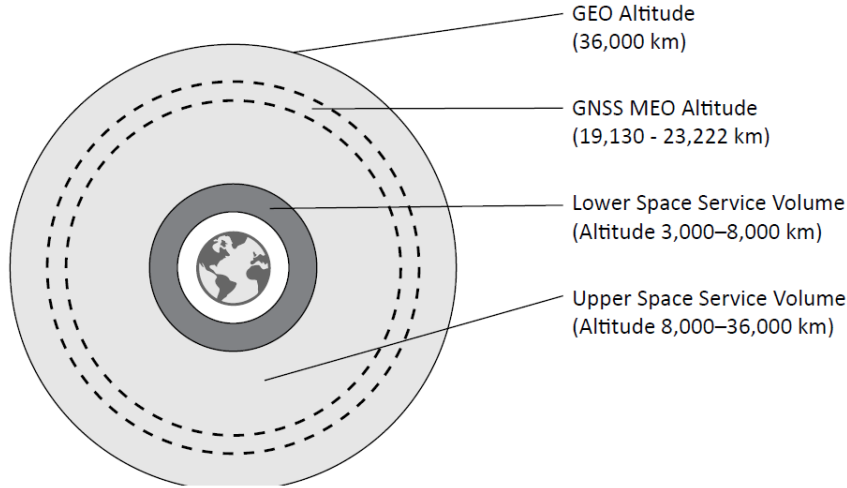 GEO Altitude
(36,000 km)
GNSS MEO Altitude
(19,130 - 23,222 km)
Lower Space Service Volume
(Altitude 3,000–8,000 km)
Upper Space Service Volume
(Altitude 8,000–36,000 km)